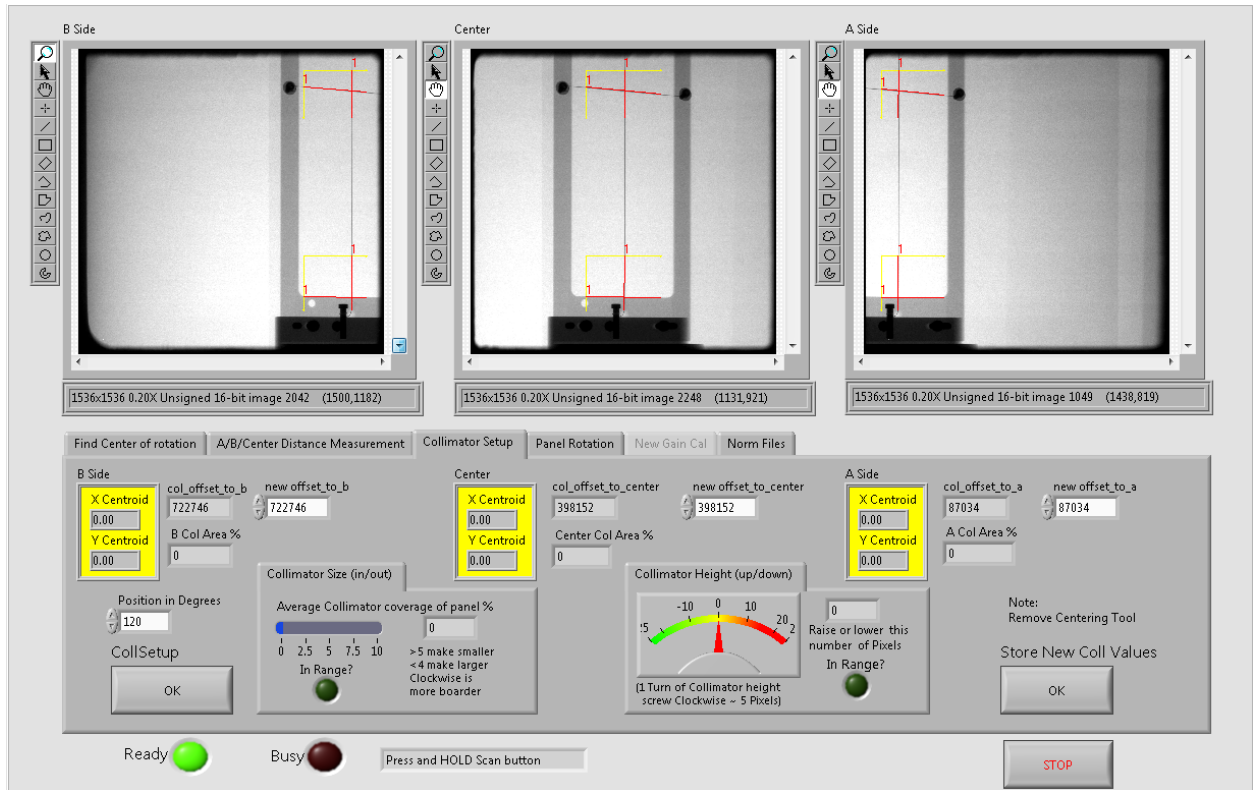 B Side
Center
A Side
1
1
1
1
1
1
1
1
1
1
1
1
1536x1536 0.20X Unsigned 16-bit image 2042 (1500,1182)
1536x1536 0.20X Unsigned 16-bit image 2248 (1131,921)
1536x1536 0.20X Unsigned 16-bit image 1049 (1438,819)
Find Center of rotation
A/B/Center Distance Measurement
Collimator Setup
Panel Rotation
New Gain Cal
Norm Files
B Side
X Centroid
0.00
Y Centroid
0.00
col_offset_to_b
722746
new offset_to_b
722746
B Col Area %
0
Center
X Centroid
0.00
Y Centroid
0.00
col_offset_to_center
398152
new offset_to_center
398152
Center Col Area %
0
A Side
X Centroid
0.00
Y Centroid
0.00
col_offset_to_a
87034
new offset_to_a
87034
A Col Area %
0
Position in Degrees
120
CollSetup
OK
Collimator Size (in/out)
Average Collimator coverage of panel %
0
0 2.5 5 7.5 10
In Range?
>5 make smaller
<4 make larger
Clockwise is
more boarder
Collimator Height (up/down)
:5 -10 0 10 20 2
(1 Turn of Collimator height
screw Clockwise ~ 5 Pixels)
0
Raise or lower this
number of Pixels
In Range?
Note:
Remove Centering Tool
Store New Coll Values
OK
Ready
Busy
Press and HOLD Scan button
STOP